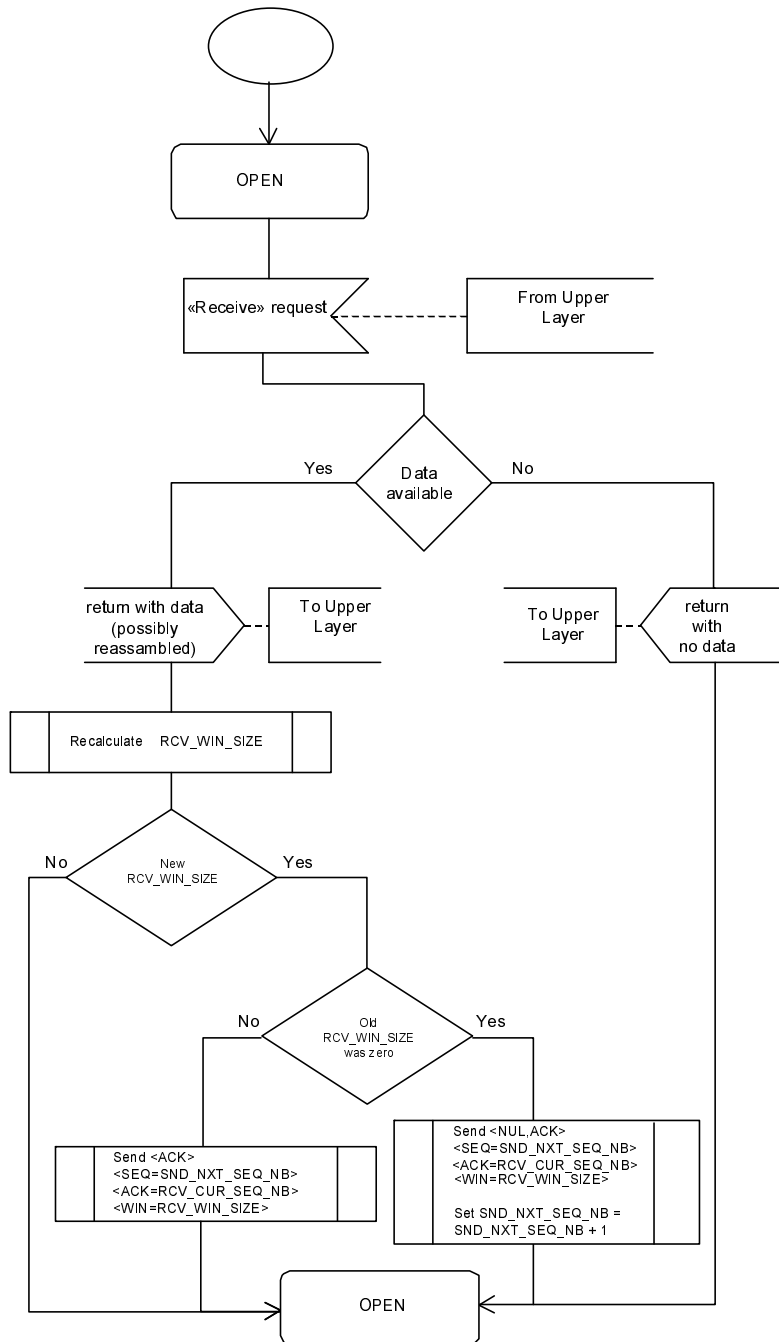 OPEN
«Receive» request
From Upper
Layer
Yes
Data
available
No
return with data
(possibly
reassambled)
To Upper
Layer
To Upper
Layer
return
with
no data
Recalculate RCV_WIN_SIZE
No
New
RCV_WIN_SIZE
Yes
No
Old
RCV_WIN_SIZE
was zero
Yes
Send <ACK>
<SEQ=SND_NXT_SEQ_NB>
<ACK=RCV_CUR_SEQ_NB>
<WIN=RCV_WIN_SIZE>
Send <NUL,ACK>
<SEQ=SND_NXT_SEQ_NB>
<ACK=RCV_CUR_SEQ_NB>
<WIN=RCV_WIN_SIZE>
Set SND_NXT_SEQ_NB =
SND_NXT_SEQ_NB + 1
OPEN